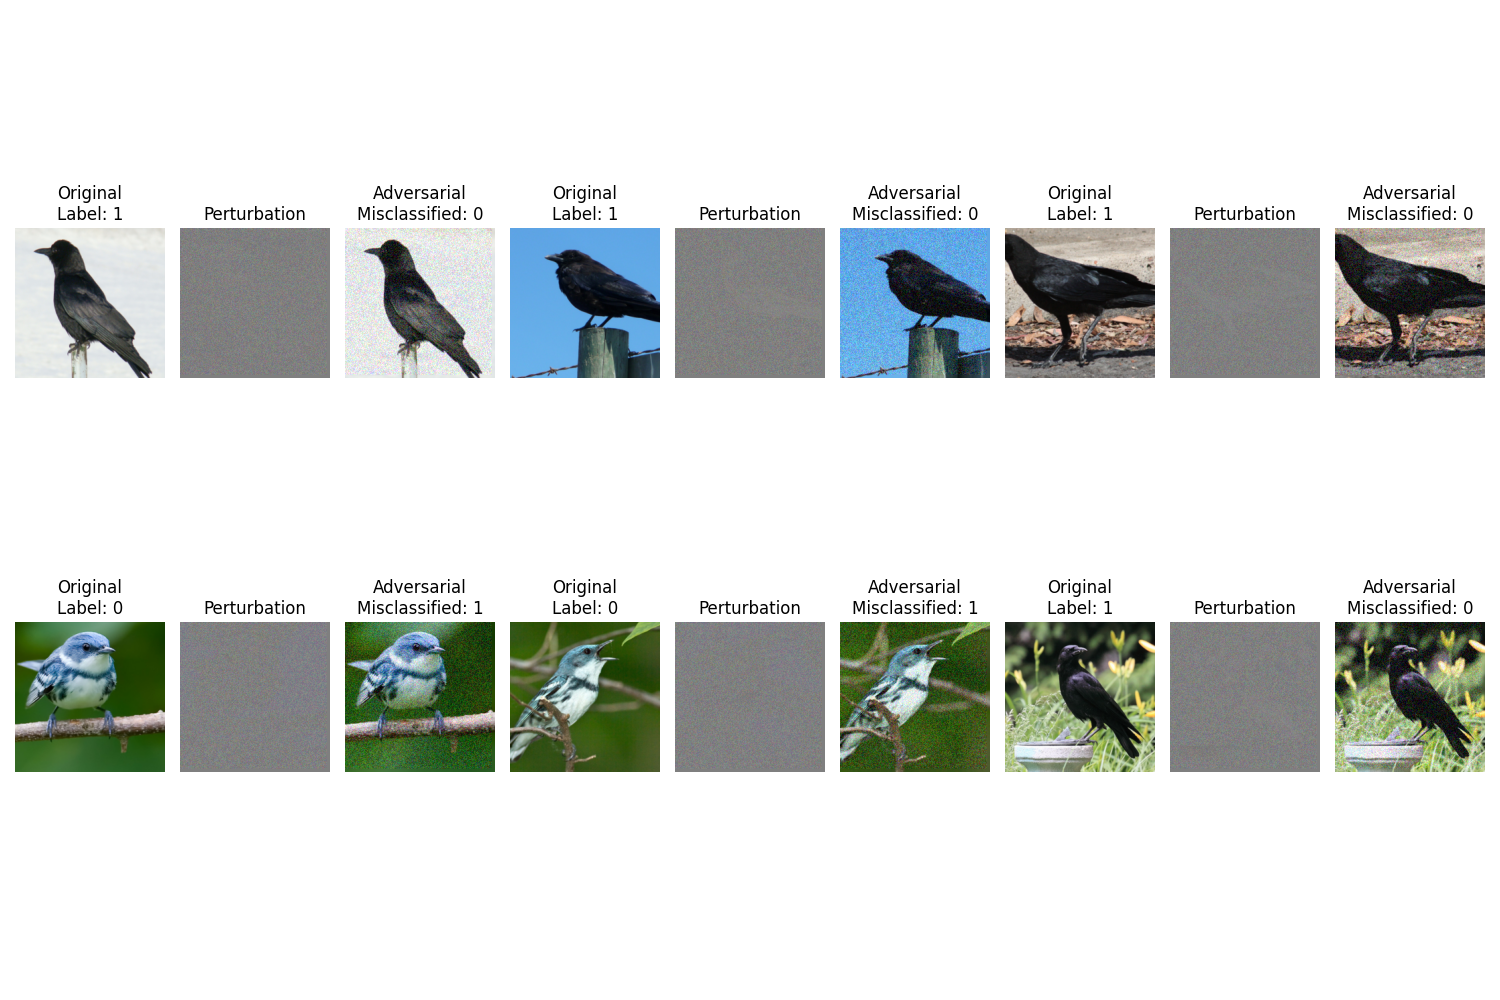 Original
Label: 1
Perturbation
Adversarial
Misclassified: 0
Original
Label: 1
Perturbation
Adversarial
Misclassified: 0
Original
Label: 1
Perturbation
Adversarial
Misclassified: 0
Original
Label: 0
Perturbation
Adversarial
Misclassified: 1
Original
Label: 0
Perturbation
Adversarial
Misclassified: 1
Original
Label: 1
Perturbation
Adversarial
Misclassified: 0